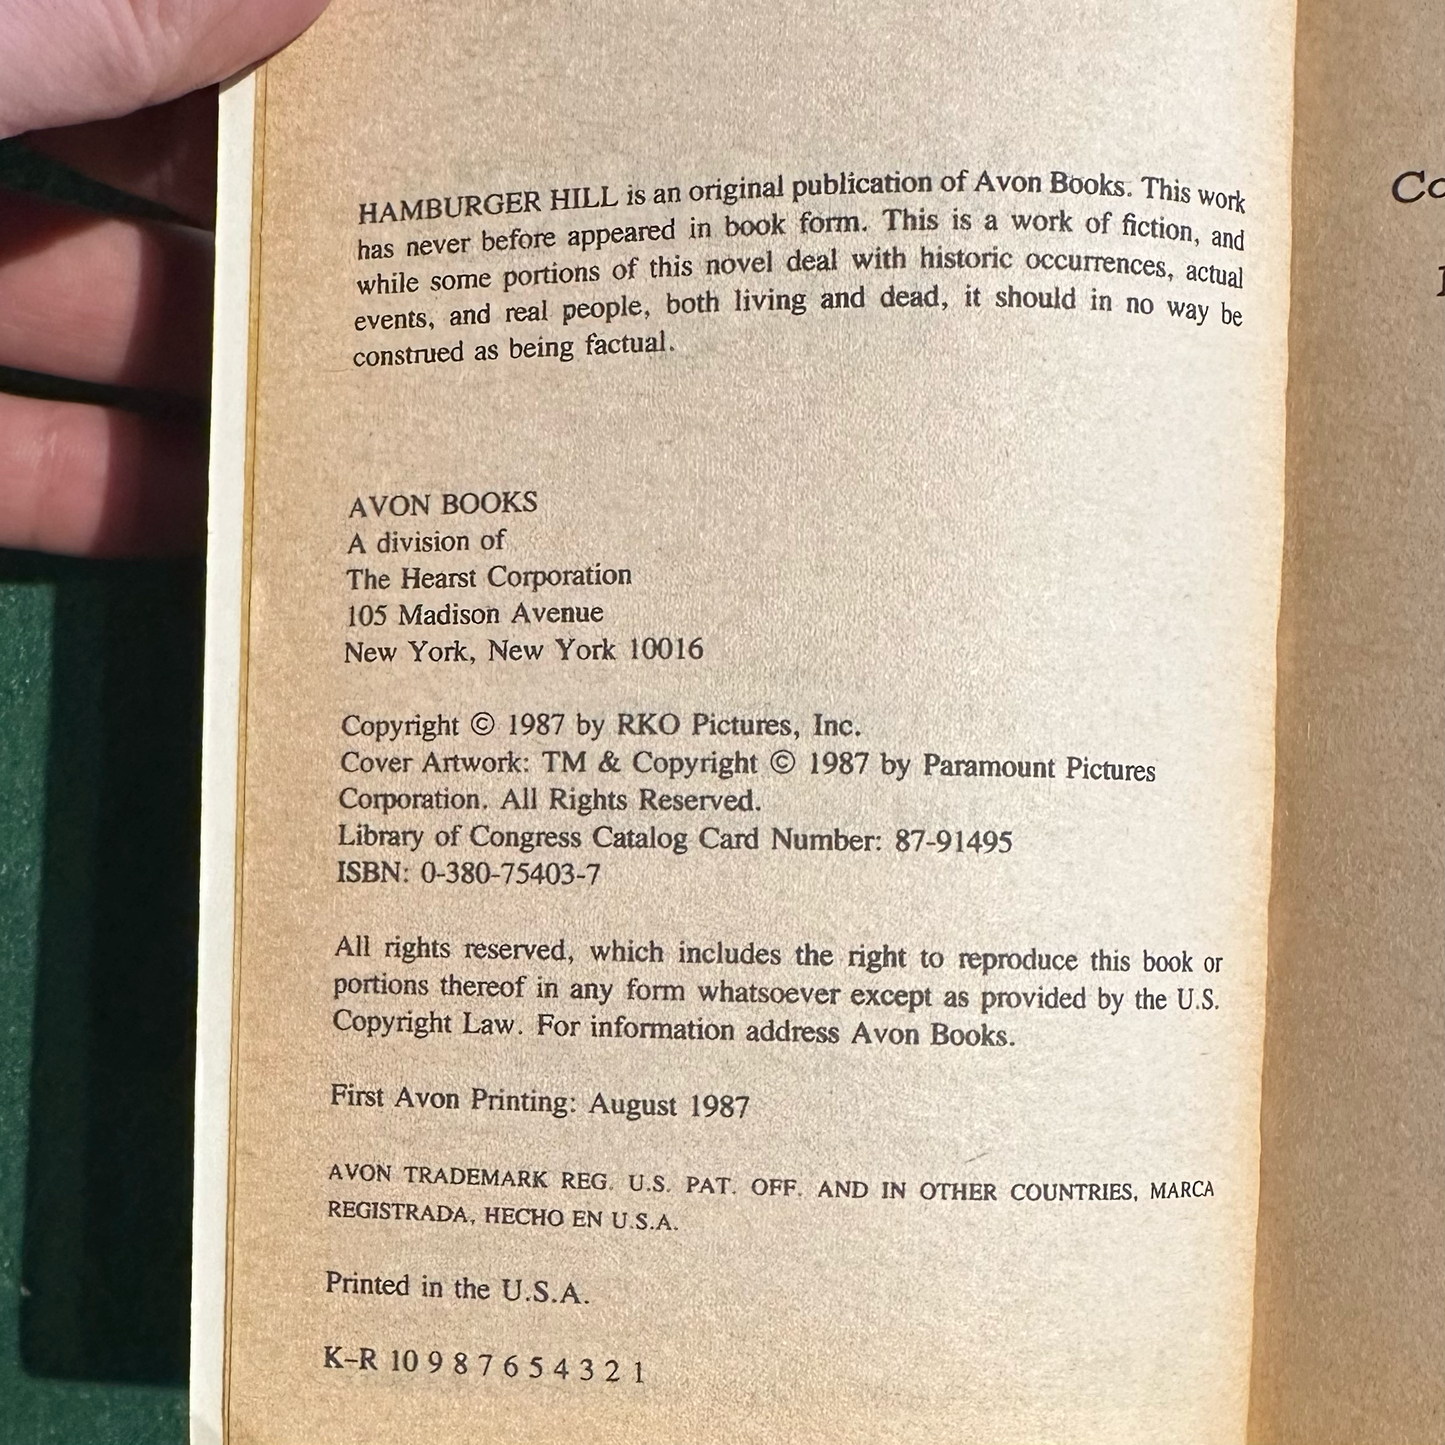 HAMBURGER HILL is an original publication of Avon Books. This work
has never before appeared in book form. This is a work of fiction, and
while some portions of this novel deal with historic occurrences, actual
events, and real people, both living and dead, it should in no way be
construed as being factual.
AVON BOOKS
A division of
The Hearst Corporation
105 Madison Avenue
New York, New York 10016
Copyright © 1987 by RKO Pictures, Inc.
Cover Artwork: TM & Copyright © 1987 by Paramount Pictures
Corporation. All Rights Reserved.
Library of Congress Catalog Card Number: 87-91495
ISBN: 0-380-75403-7
All rights reserved, which includes the right to reproduce this book or
portions thereof in any form whatsoever except as provided by the U.S.
Copyright Law. For information address Avon Books.
First Avon Printing: August 1987
AVON TRADEMARK REG. U.S. PAT. OFF. AND IN OTHER COUNTRIES, MARCA
REGISTRADA, HECHO EN U.S.A.
Printed in the U.S.A.
K–R 10 9 8 7 6 5 4 3 2 1